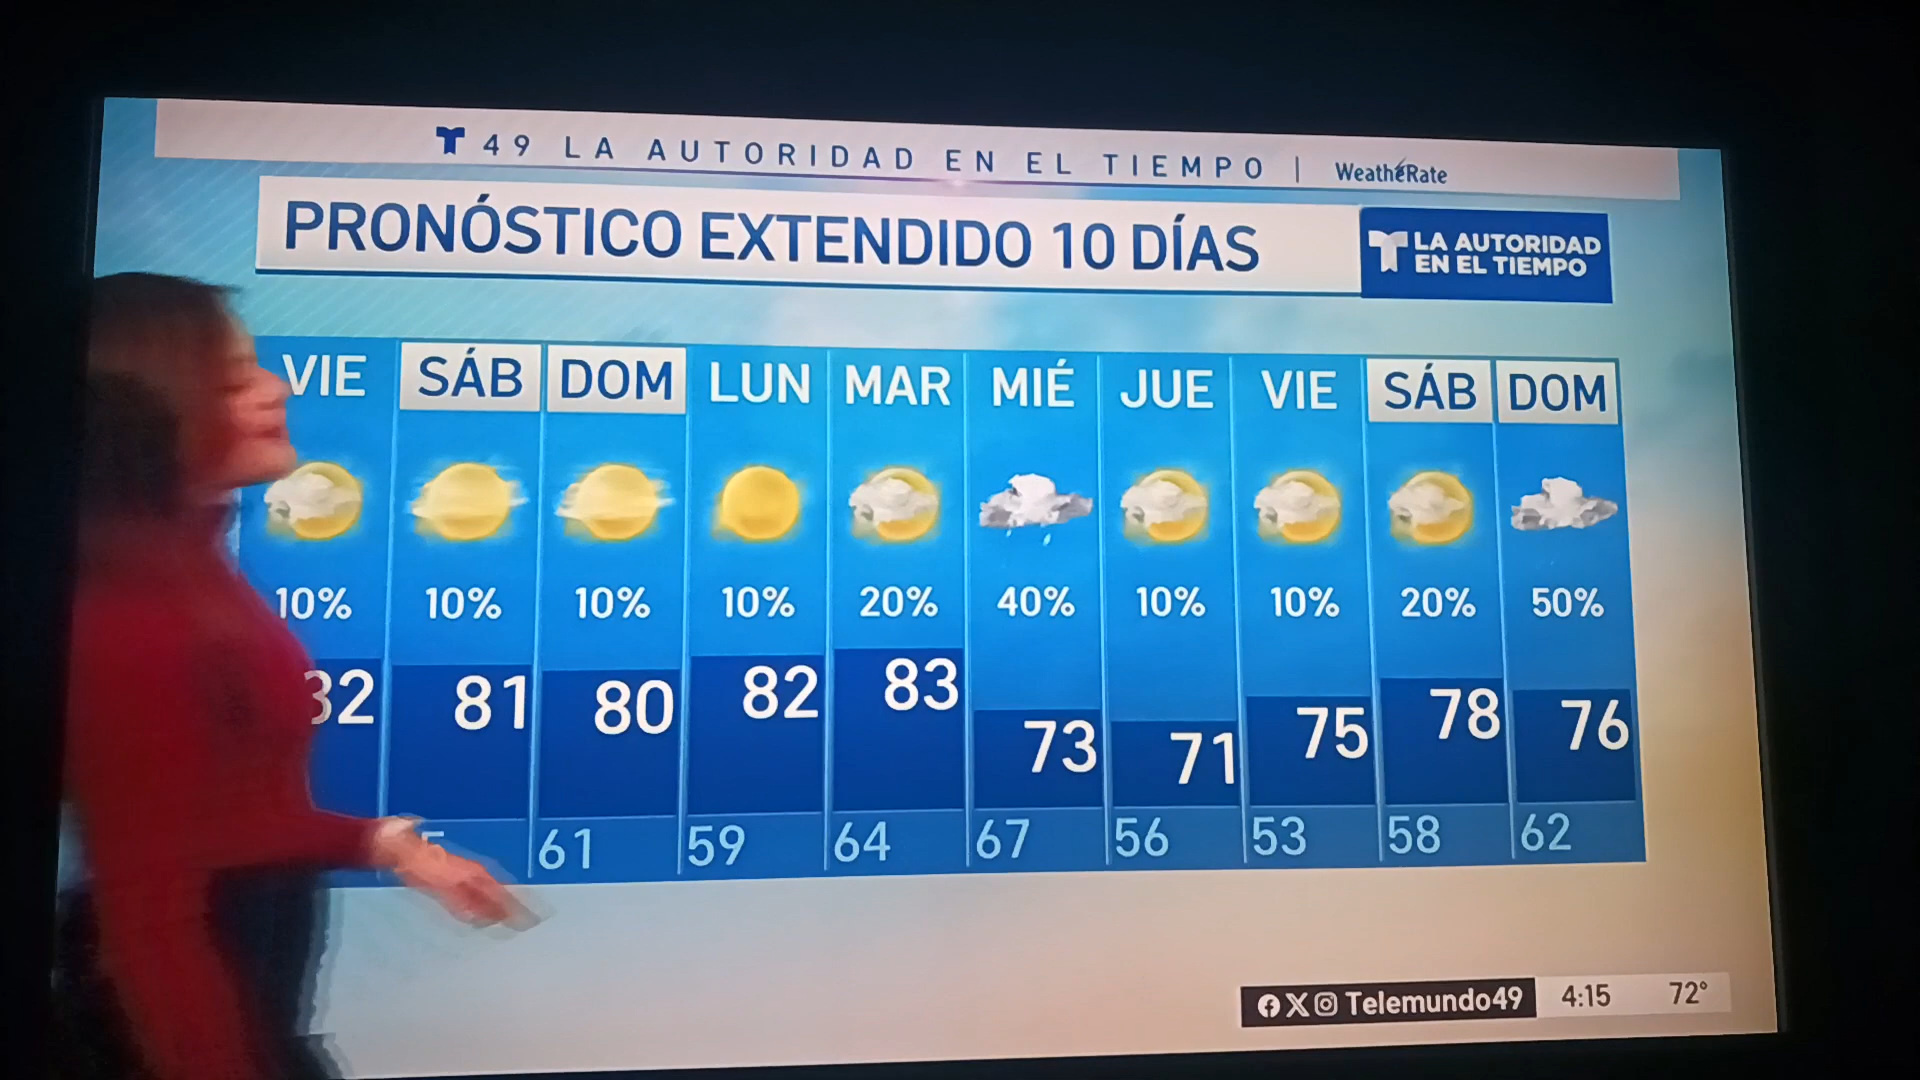 T 49 LA AUTORIDAD EN EL TIEMPO | WeatheRate
PRONÓSTICO EXTENDIDO 10 DÍAS
LA AUTORIDAD
EN EL TIEMPO
VIE SÁB DOM LUN MAR MIÉ JUE VIE SÁB DOM
10% 10% 10% 10% 20% 40% 10% 10% 20% 50%
81 80 82 83 73 71 75 78 76
61 59 64 67 56 53 58 62
Telemundo49 4:15 72°